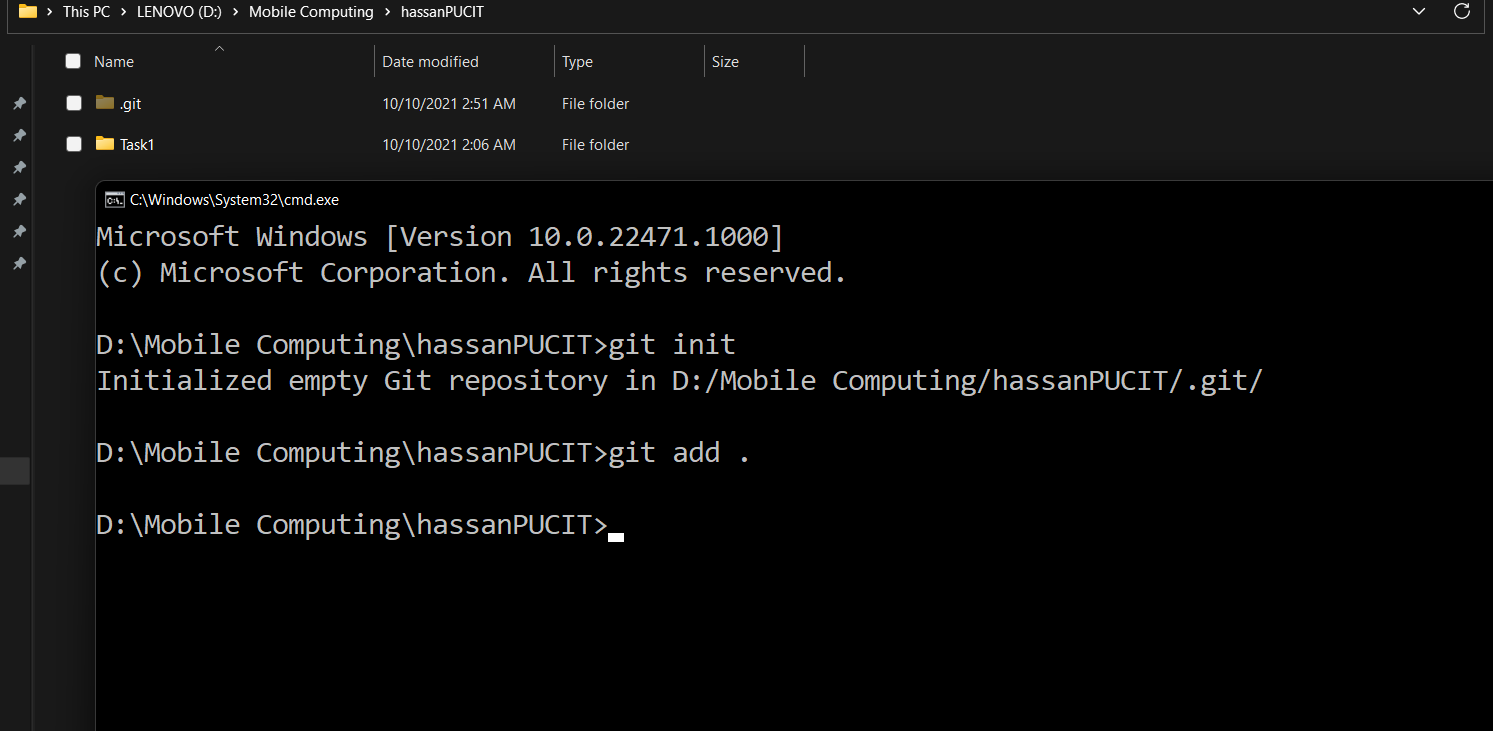 This PC > LENOVO (D:) > Mobile Computing > hassanPUCIT
Name Date modified Type Size
.git 10/10/2021 2:51 AM File folder
Task1 10/10/2021 2:06 AM File folder
C:\Windows\System32\cmd.exe
Microsoft Windows [Version 10.0.22471.1000]
(c) Microsoft Corporation. All rights reserved.
D:\Mobile Computing\hassanPUCIT>git init
Initialized empty Git repository in D:/Mobile Computing/hassanPUCIT/.git/
D:\Mobile Computing\hassanPUCIT>git add .
D:\Mobile Computing\hassanPUCIT>